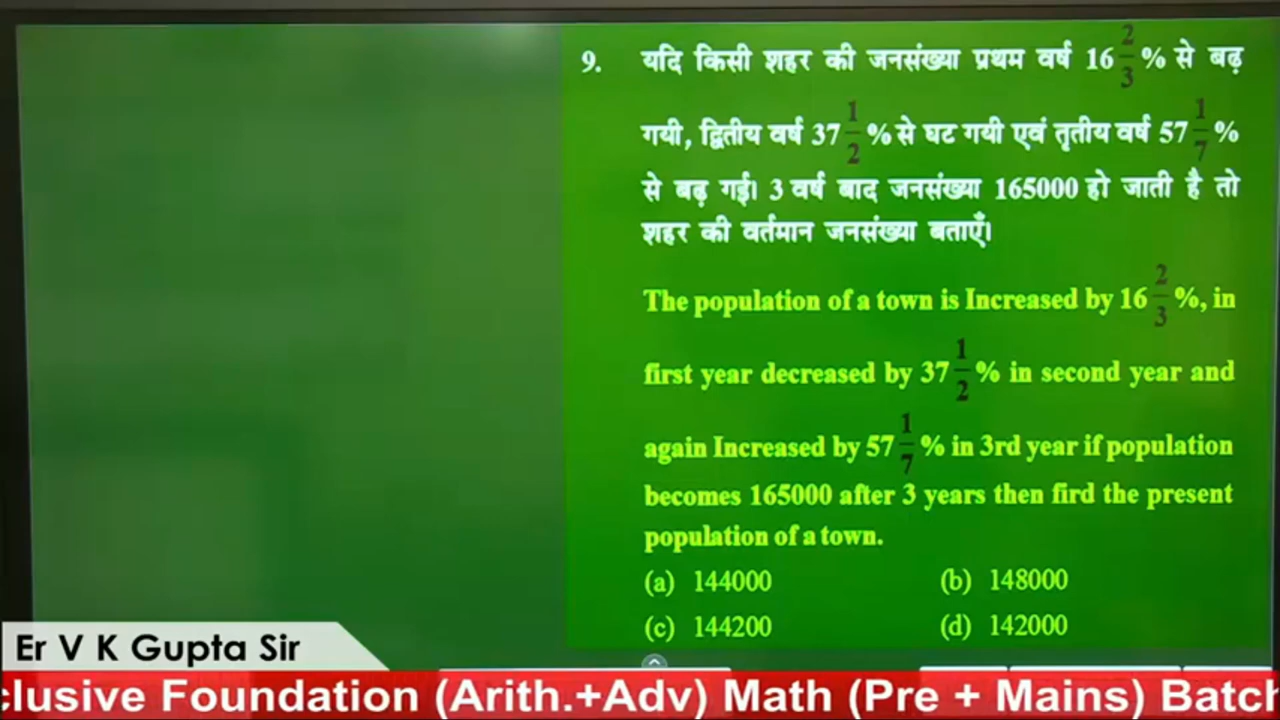 9. यदि किसी शहर की जनसंख्या प्रथम वर्ष 16 2/3 % से बढ़
गयी, द्वितीय वर्ष 37 1/2 % से घट गयी एवं तृतीय वर्ष 57 1/7 %
से बढ़ गई। 3 वर्ष बाद जनसंख्या 165000 हो जाती है तो
शहर की वर्तमान जनसंख्या बताएँ।
The population of a town is Increased by 16 2/3 %, in
first year decreased by 37 1/2 % in second year and
again Increased by 57 1/7 % in 3rd year if population
becomes 165000 after 3 years then fird the present
population of a town.
(a) 144000 (b) 148000
(c) 144200 (d) 142000
Er V K Gupta Sir
clusive Foundation (Arith.+Adv) Math (Pre + Mains) Batch